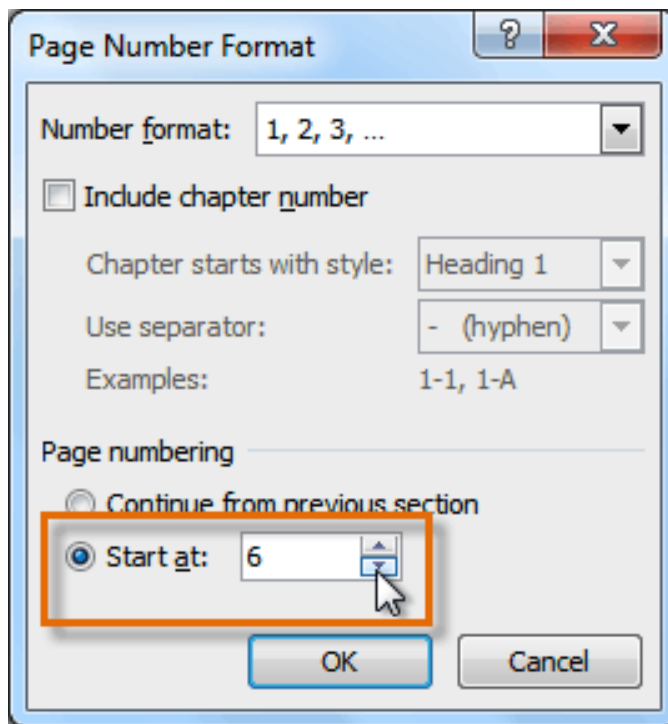 Page Number Format
Number format: 1, 2, 3, ...
Include chapter number
Chapter starts with style: Heading 1
Use separator: - (hyphen)
Examples: 1-1, 1-A
Page numbering
Continue from previous section
Start at: 6
OK Cancel